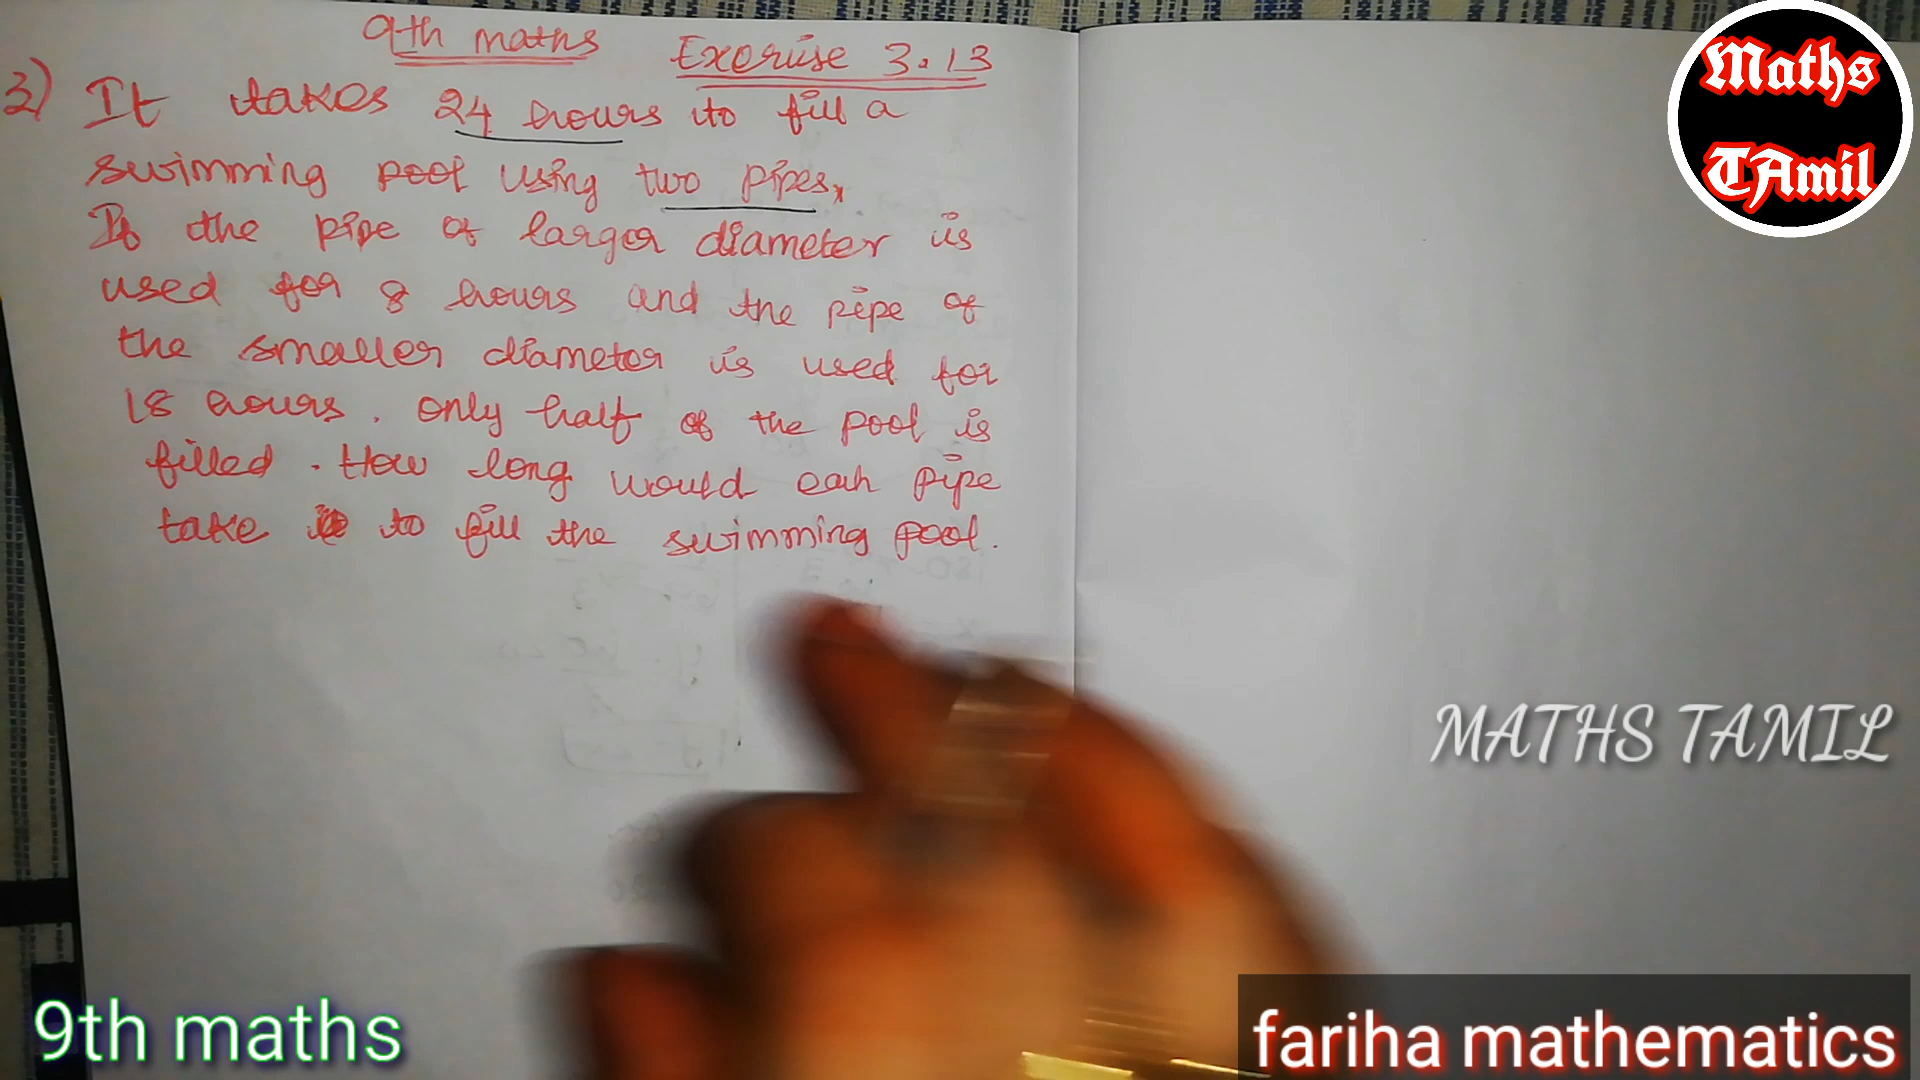 9th maths Exercise 3.13
3) It takes 24 hours to fill a
swimming pool using two pipes,
If the pipe of larger diameter is
used for 8 hours and the pipe of
the smaller diameter is used for
18 hours. Only half of the pool is
filled. How long would each pipe
take to fill the swimming pool.
Maths
TAmil
MATHS TAMIL
9th maths
fariha mathematics